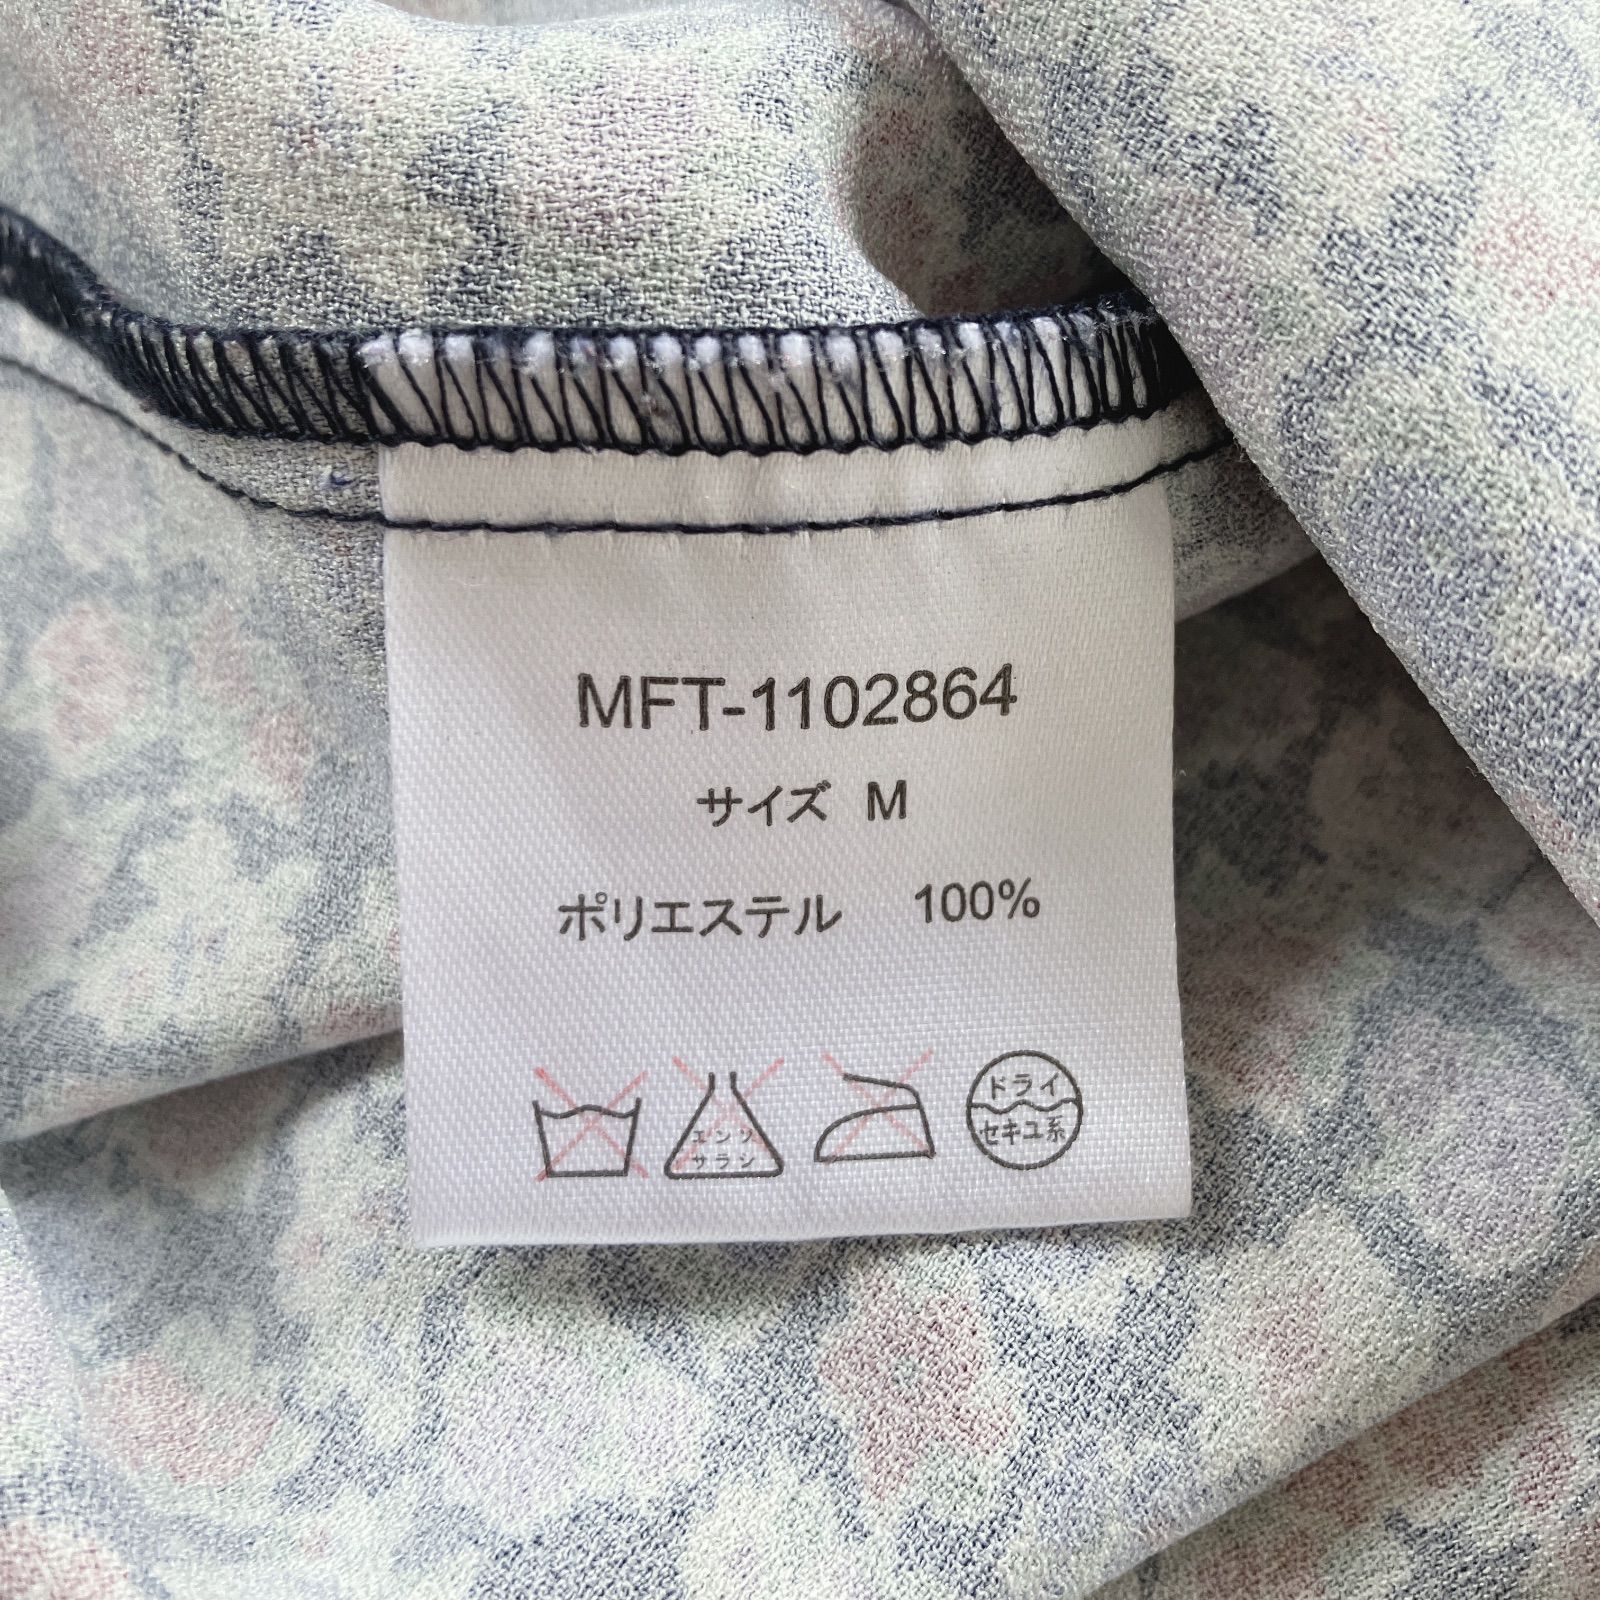 MFT-1102864
サイズ M
ポリエステル 100%
エンソ
サラシ
ドライ
セキユ系